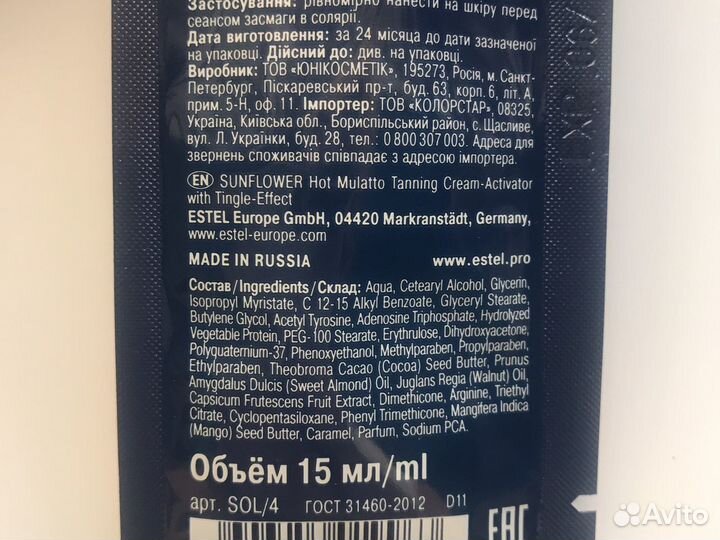 Застосування: рівномірно нанести на шкіру перед
сеансом засмаги в солярії.
Дата виготовлення: за 24 місяца до дати зазначеної
на упаковці. Дійсний до: див. на упаковці.
Виробник: ТОВ «ЮНІКОСМЕТІК», 195273, Росія, м. Санкт-
Петербург, Піскаревський пр-т, буд. 63, корп. 6, літ. А,
прим. 5-Н, оф. 11. Імпортер: ТОВ «КОЛОРСТАР», 08325,
Україна, Київська обл., Бориспільский район, с. Щасливе,
вул. Л. Українки, буд. 28, тел.: 0 800 307 003. Адреса для
звернень споживачів співпадає з адресою імпортера.
EN SUNFLOWER Hot Mulatto Tanning Cream-Activator
with Tingle-Effect
ESTEL Europe GmbH, 04420 Markranstädt, Germany,
www.estel-europe.com
MADE IN RUSSIA www.estel.pro
Состав/Ingredients/Склад: Aqua, Cetearyl Alcohol, Glycerin,
Isopropyl Myristate, C 12-15 Alkyl Benzoate, Glyceryl Stearate,
Butylene Glycol, Acetyl Tyrosine, Adenosine Triphosphate, Hydrolyzed
Vegetable Protein, PEG-100 Stearate, Erythrulose, Dihydroxyacetone,
Polyquaternium-37, Phenoxyethanol, Methylparaben, Propylparaben,
Ethylparaben, Theobroma Cacao (Cocoa) Seed Butter, Prunus
Amygdalus Dulcis (Sweet Almond) Oil, Juglans Regia (Walnut) Oil,
Capsicum Frutescens Fruit Extract, Dimethicone, Arginine, Triethyl
Citrate, Cyclopentasiloxane, Phenyl Trimethicone, Mangifera Indica
(Mango) Seed Butter, Caramel, Parfum, Sodium PCA.
Объём 15 мл/ml
арт. SOL/4 ГОСТ 31460-2012 D11
EAC
Avito